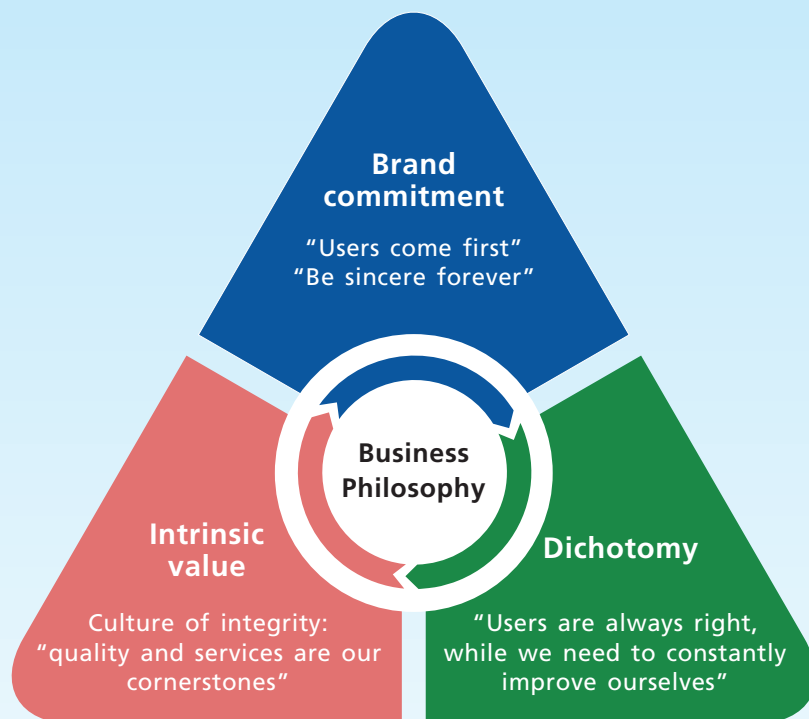 Brand
commitment
“Users come first”
“Be sincere forever”
Business
Philosophy
Intrinsic
value
Culture of integrity:
“quality and services are our
cornerstones”
Dichotomy
“Users are always right,
while we need to constantly
improve ourselves”